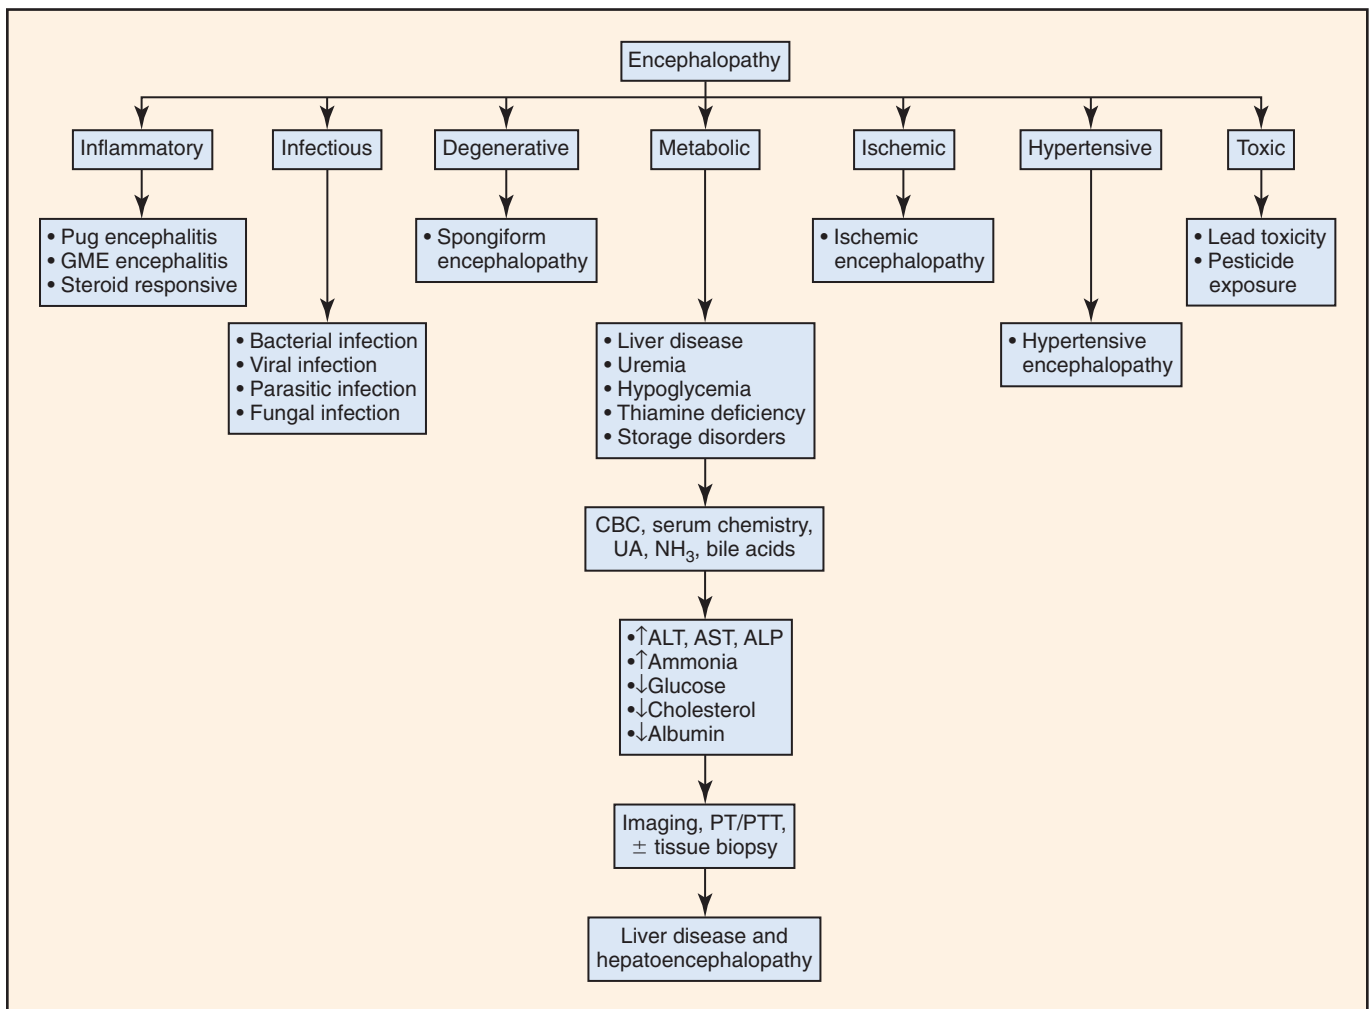 Encephalopathy
Inflammatory
Infectious
Degenerative
Metabolic
Ischemic
Hypertensive
Toxic
• Pug encephalitis
• GME encephalitis
• Steroid responsive
• Spongiform
encephalopathy
• Ischemic
encephalopathy
• Lead toxicity
• Pesticide
exposure
• Bacterial infection
• Viral infection
• Parasitic infection
• Fungal infection
• Liver disease
• Uremia
• Hypoglycemia
• Thiamine deficiency
• Storage disorders
• Hypertensive
encephalopathy
CBC, serum chemistry,
UA, NH₃, bile acids
•↑ALT, AST, ALP
•↑Ammonia
•↓Glucose
•↓Cholesterol
•↓Albumin
Imaging, PT/PTT,
± tissue biopsy
Liver disease and
hepatoencephalopathy